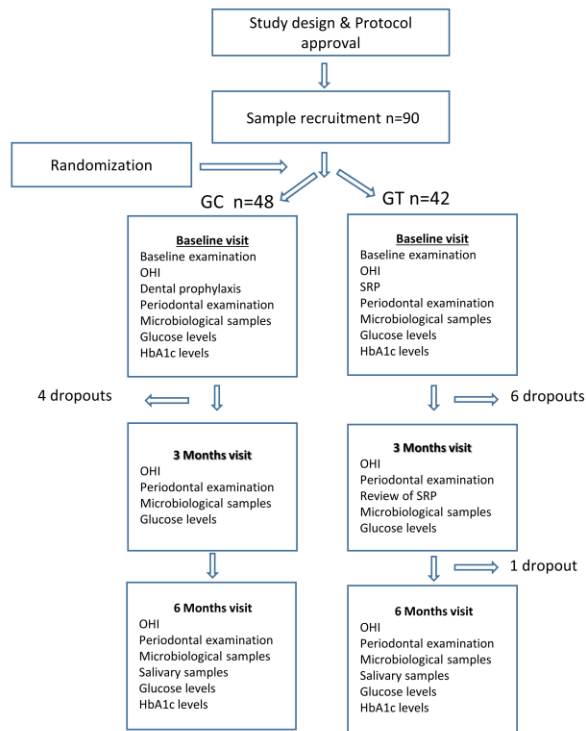 Study design & Protocol
approval
Sample recruitment n=90
Randomization
GC n=48
GT n=42
Baseline visit
Baseline examination
OHI
Dental prophylaxis
Periodontal examination
Microbiological samples
Glucose levels
HbA1c levels
Baseline visit
Baseline examination
OHI
SRP
Periodontal examination
Microbiological samples
Glucose levels
HbA1c levels
4 dropouts
6 dropouts
3 Months visit
OHI
Periodontal examination
Microbiological samples
Glucose levels
3 Months visit
OHI
Periodontal examination
Review of SRP
Microbiological samples
Glucose levels
1 dropout
6 Months visit
OHI
Periodontal examination
Microbiological samples
Salivary samples
Glucose levels
HbA1c levels
6 Months visit
OHI
Periodontal examination
Microbiological samples
Salivary samples
Glucose levels
HbA1c levels